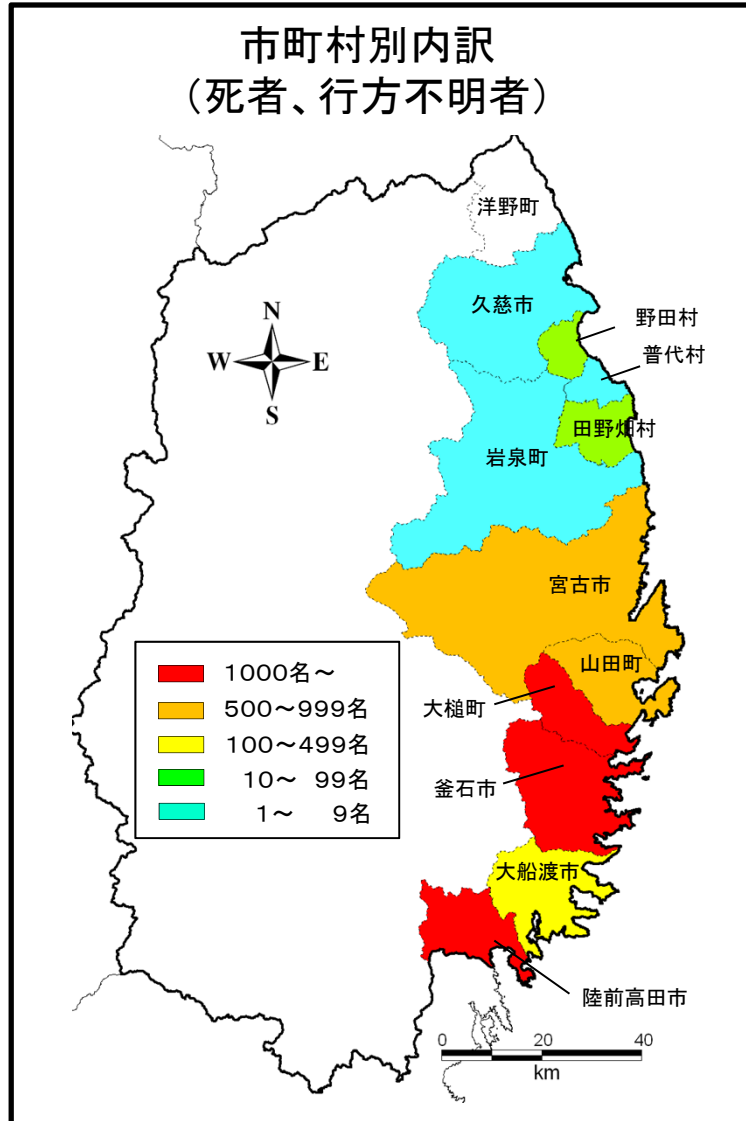 市町村別内訳
(死者、行方不明者)
洋野町
久慈市
野田村
普代村
田野畑村
岩泉町
N
W
E
S
宮古市
山田町
大槌町
釜石市
大船渡市
陸前高田市
1000名~
500~999名
100~499名
10~ 99名
1~ 9名
0 20 40
km